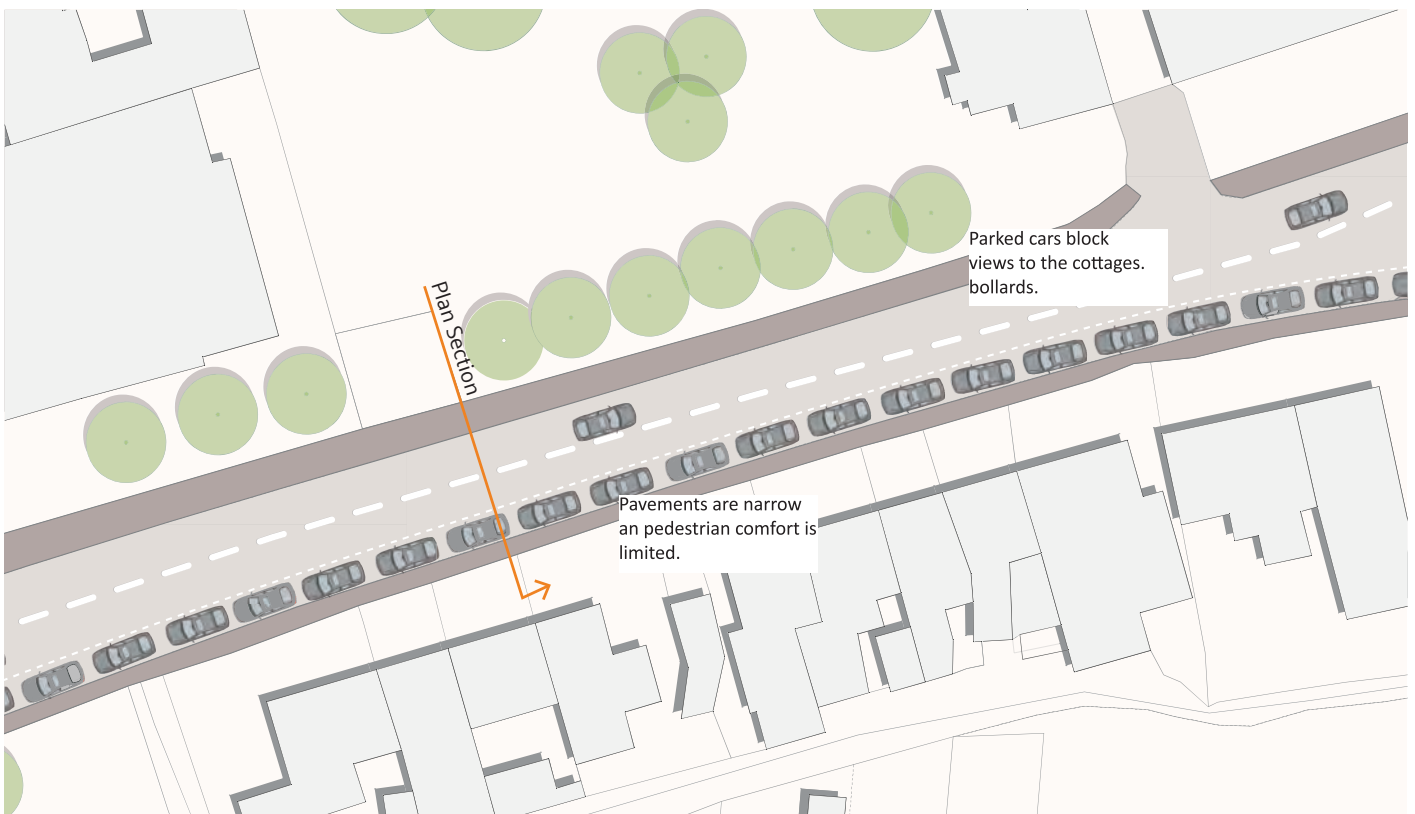 Parked cars block
views to the cottages.
bollards.
Plan Section
Pavements are narrow
an pedestrian comfort is
limited.